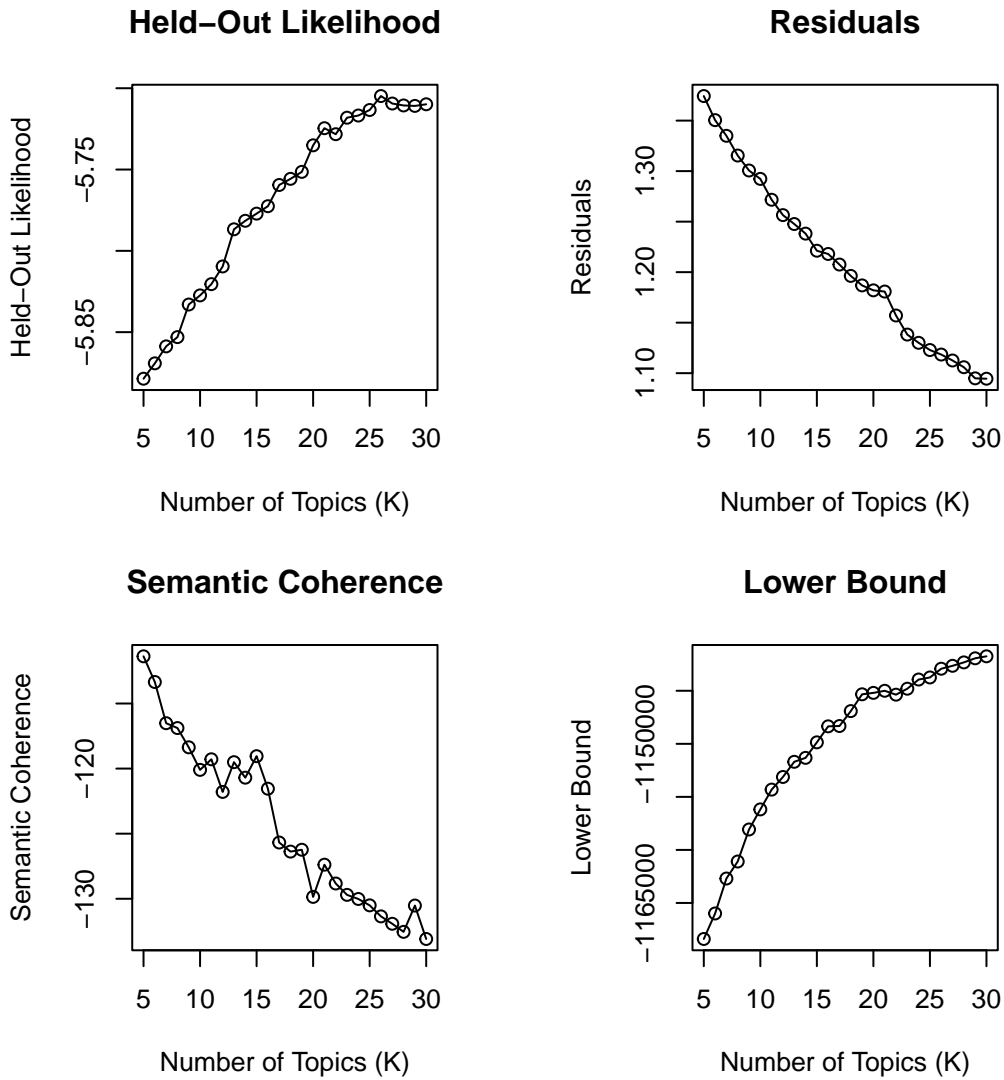 Held−Out Likelihood
Held−Out Likelihood
−5.85
−5.75
5 10 15 20 25 30
Number of Topics (K)
Residuals
Residuals
1.10
1.20
1.30
5 10 15 20 25 30
Number of Topics (K)
Semantic Coherence
Semantic Coherence
−130
−120
5 10 15 20 25 30
Number of Topics (K)
Lower Bound
Lower Bound
−1165000
−1150000
5 10 15 20 25 30
Number of Topics (K)